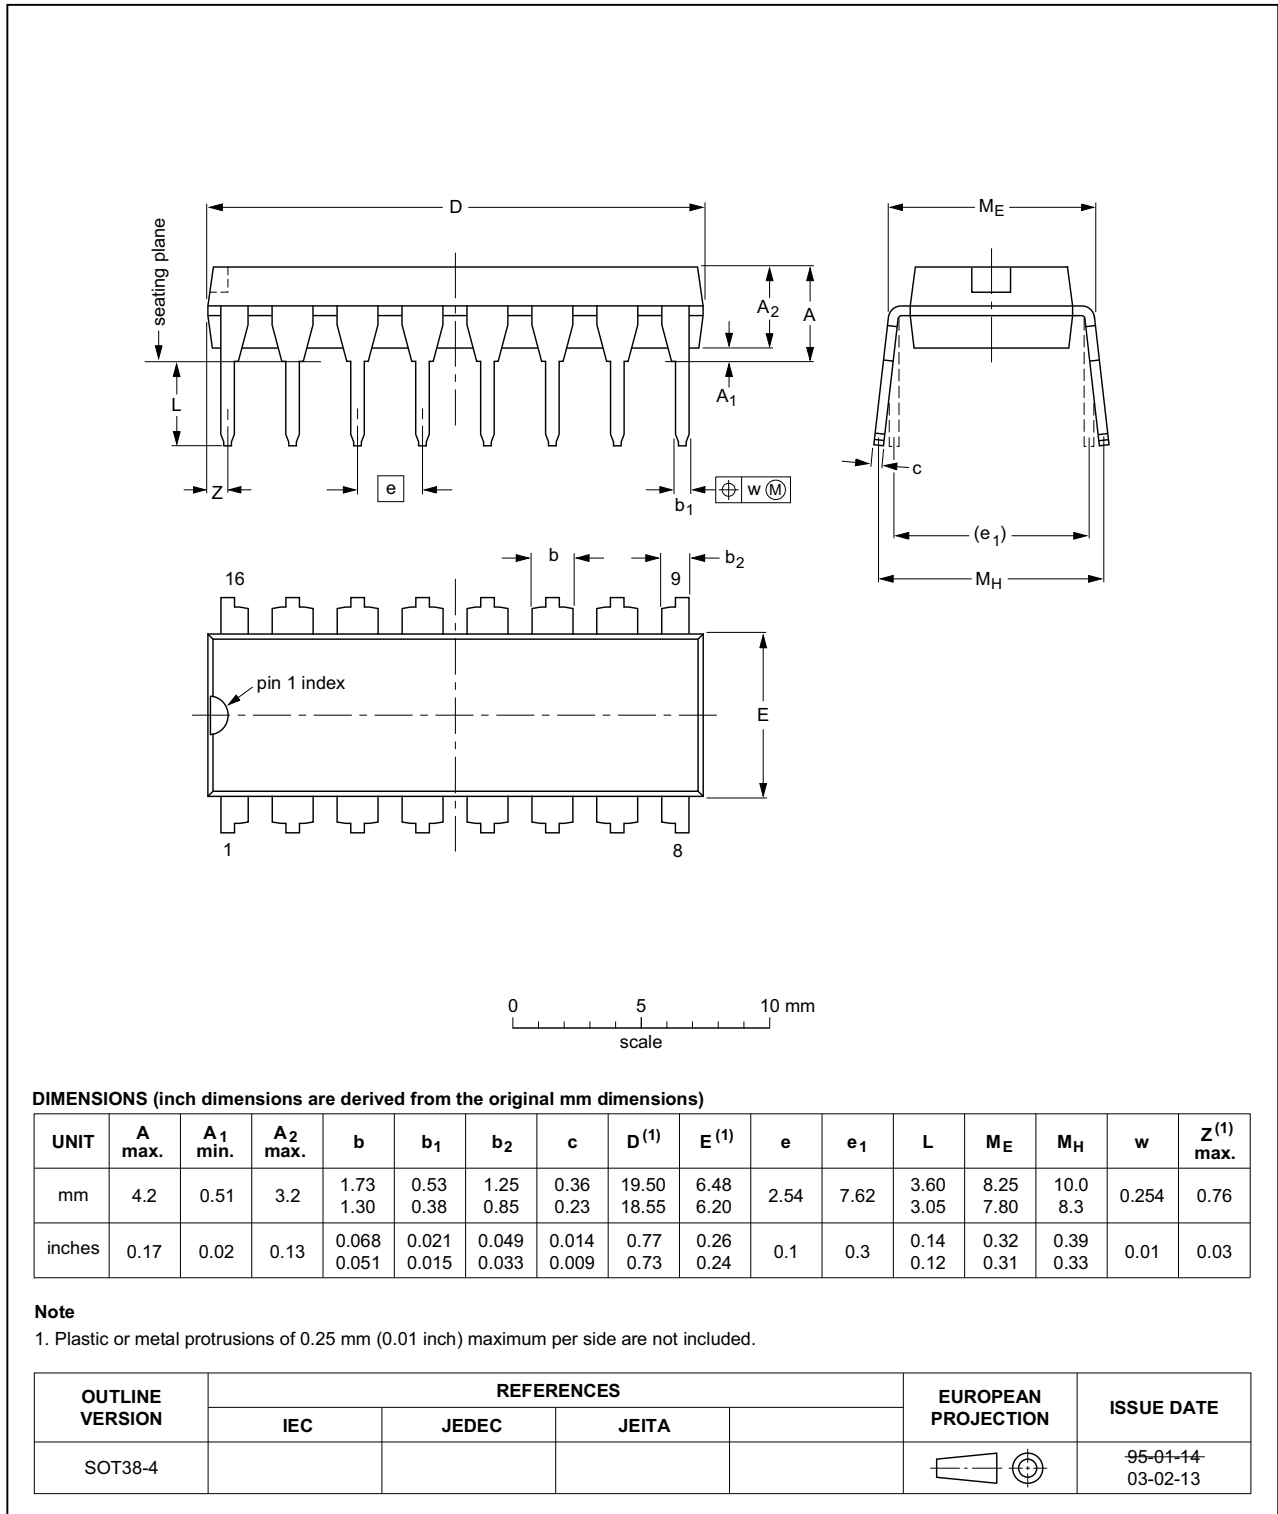 D
ME
seating plane
A2
A
L
A1
Z
e
b1
w M
c
(e1)
MH
b
b2
16
9
pin 1 index
E
1
8
0 5 10 mm
scale
DIMENSIONS (inch dimensions are derived from the original mm dimensions)
UNIT A max. A1 min. A2 max. b b1 b2 c D(1) E(1) e e1 L ME MH w Z(1) max.
mm 4.2 0.51 3.2 1.73 1.30 0.53 0.38 1.25 0.85 0.36 0.23 19.50 18.55 6.48 6.20 2.54 7.62 3.60 3.05 8.25 7.80 10.0 8.3 0.254 0.76
inches 0.17 0.02 0.13 0.068 0.051 0.021 0.015 0.049 0.033 0.014 0.009 0.77 0.73 0.26 0.24 0.1 0.3 0.14 0.12 0.32 0.31 0.39 0.33 0.01 0.03
Note
1. Plastic or metal protrusions of 0.25 mm (0.01 inch) maximum per side are not included.
OUTLINE VERSION REFERENCES EUROPEAN PROJECTION ISSUE DATE
IEC JEDEC JEITA
SOT38-4 95-01-14
03-02-13